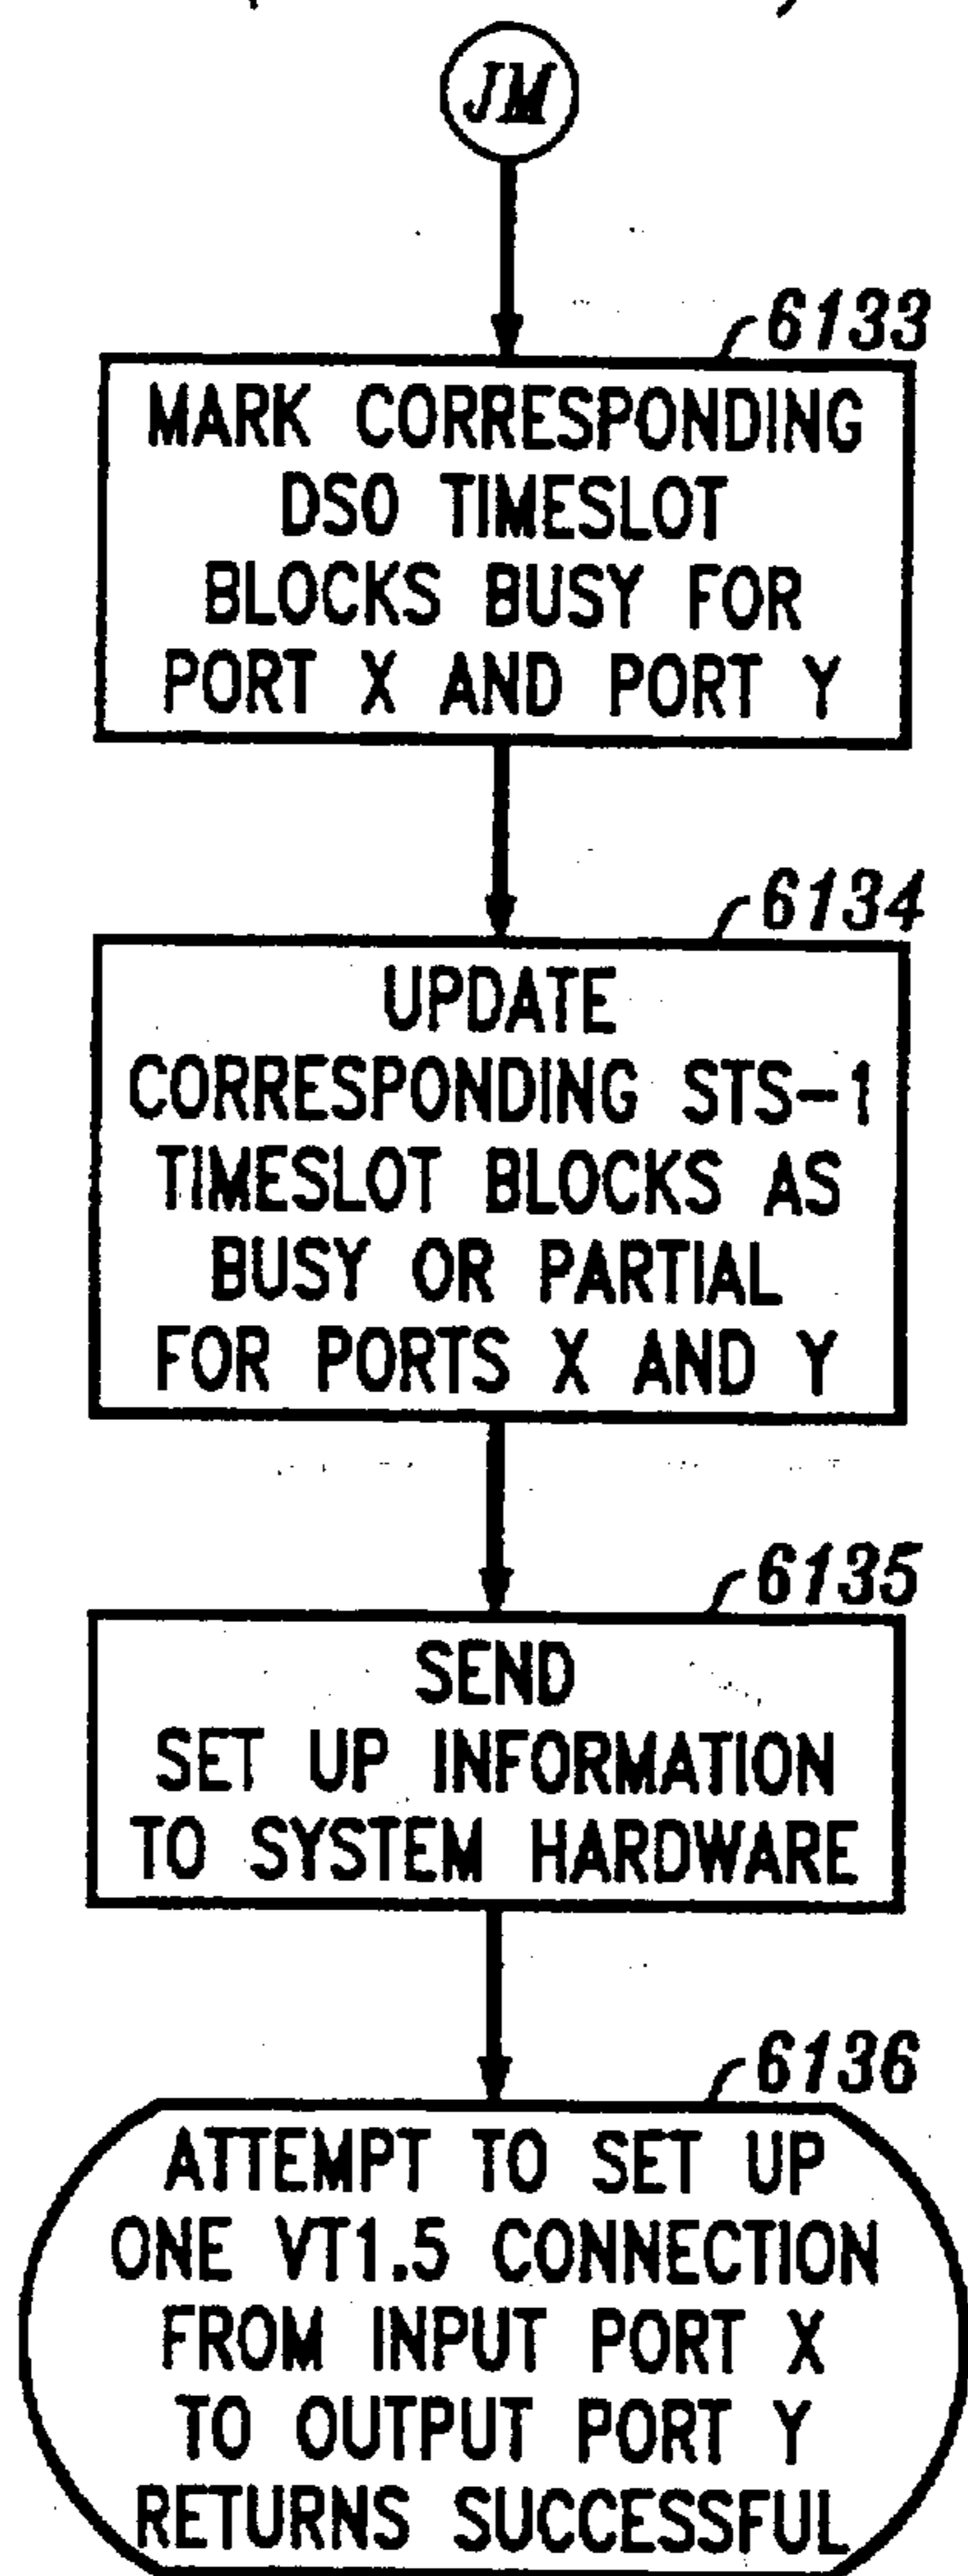 JM
6133
MARK CORRESPONDING
DS0 TIMESLOT
BLOCKS BUSY FOR
PORT X AND PORT Y
6134
UPDATE
CORRESPONDING STS-1
TIMESLOT BLOCKS AS
BUSY OR PARTIAL
FOR PORTS X AND Y
6135
SEND
SET UP INFORMATION
TO SYSTEM HARDWARE
6136
ATTEMPT TO SET UP
ONE VT1.5 CONNECTION
FROM INPUT PORT X
TO OUTPUT PORT Y
RETURNS SUCCESSFUL